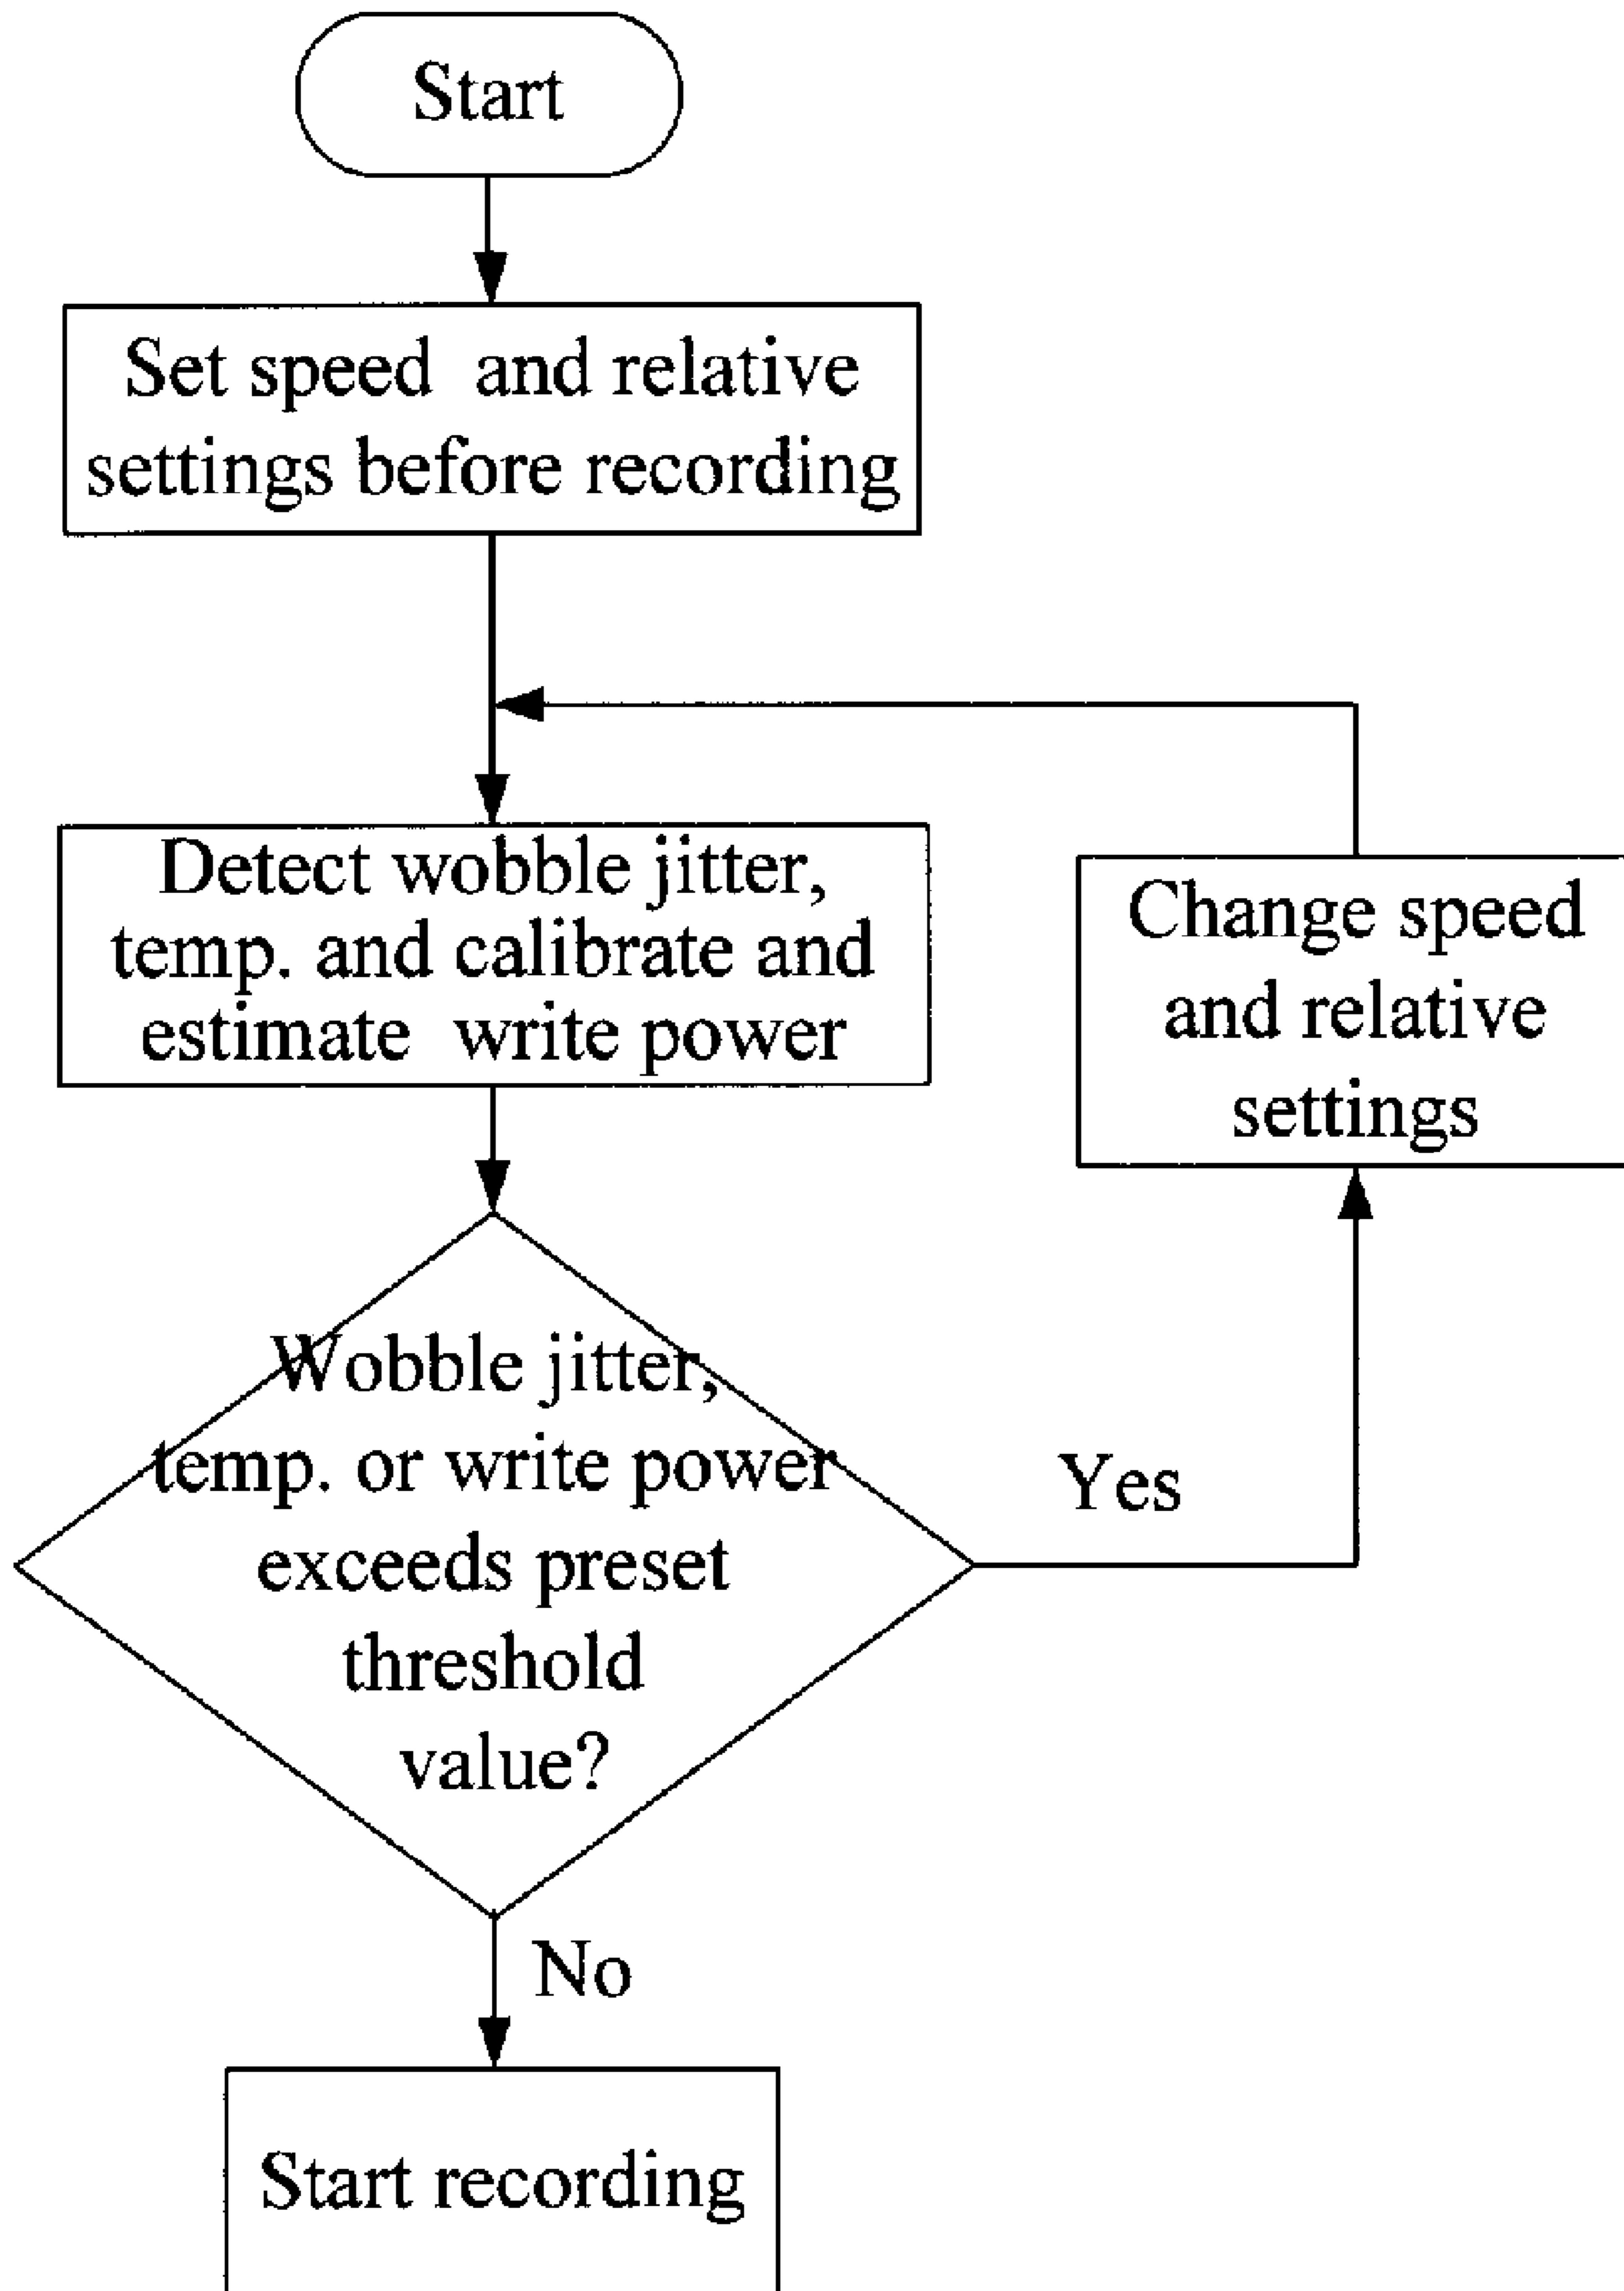 Start
Set speed and relative
settings before recording
Detect wobble jitter,
temp. and calibrate and
estimate write power
Change speed
and relative
settings
Wobble jitter,
temp. or write power
exceeds preset
threshold
value?
Yes
No
Start recording